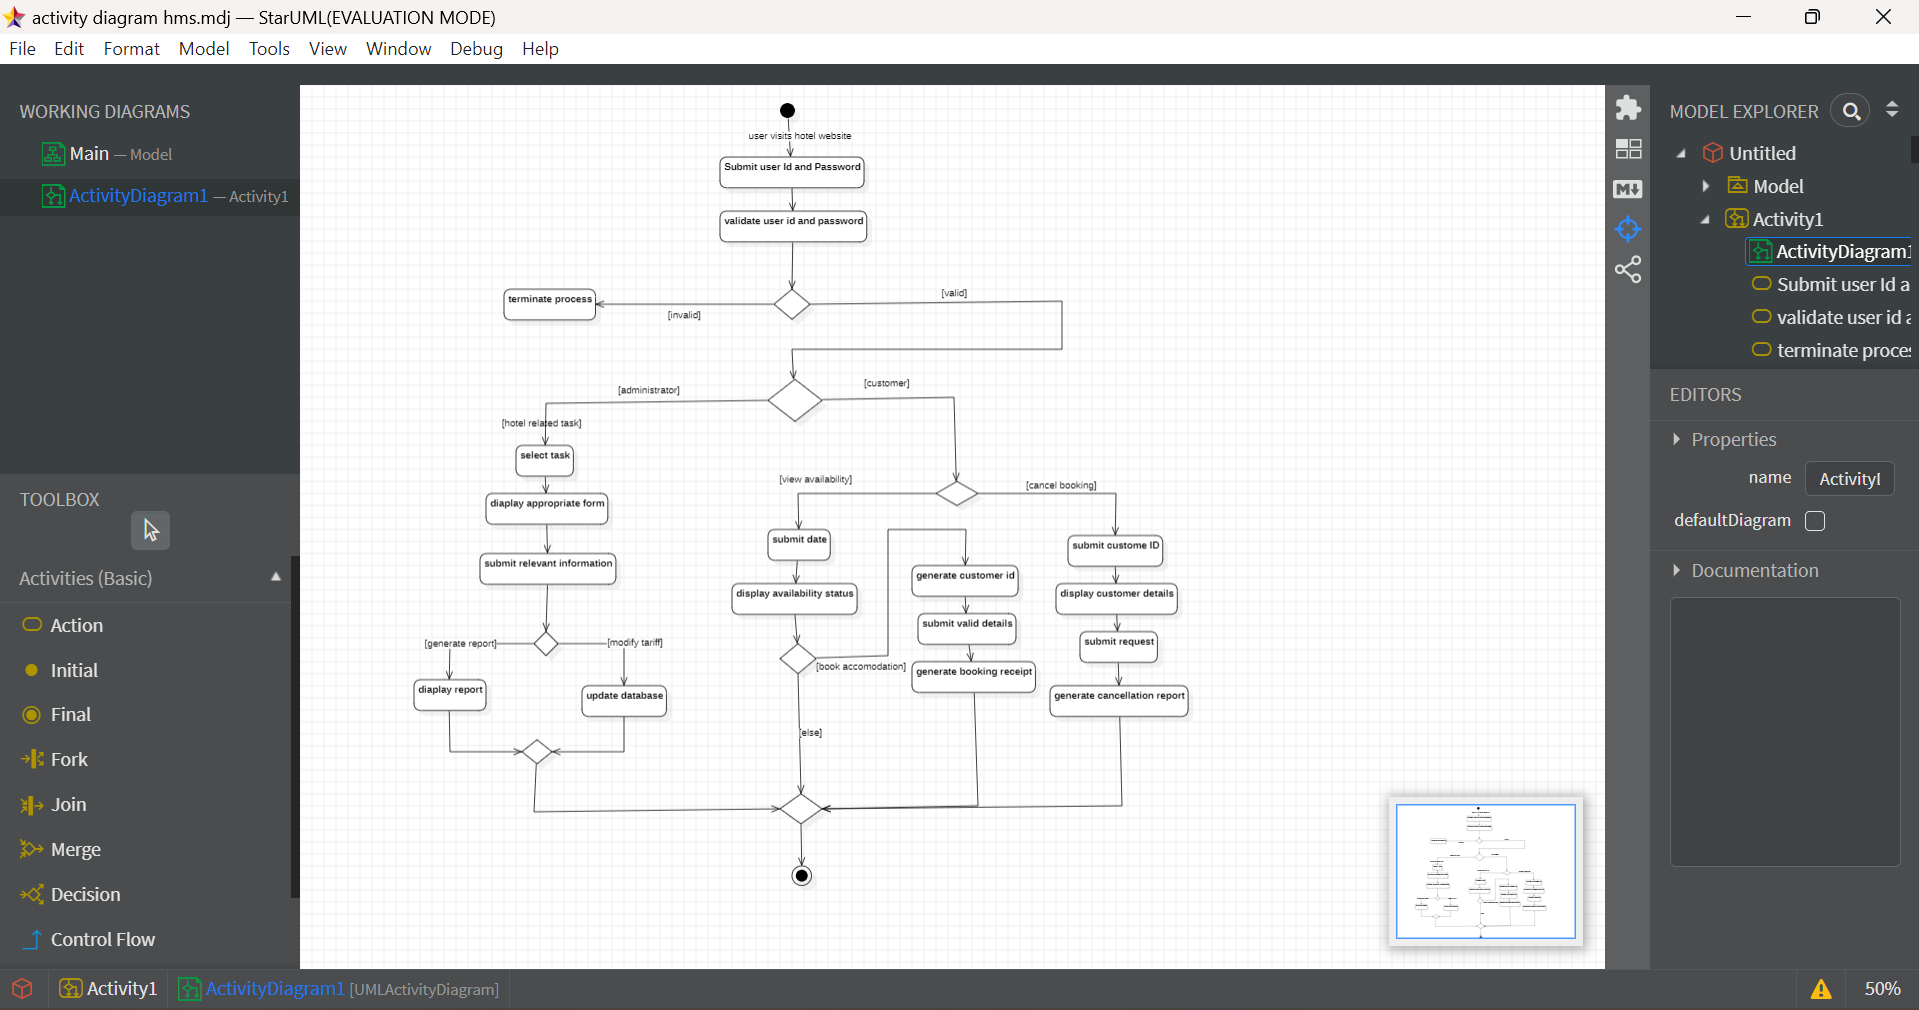 activity diagram hms.mdj — StarUML(EVALUATION MODE)
File Edit Format Model Tools View Window Debug Help
WORKING DIAGRAMS
Main — Model
ActivityDiagram1 — Activity1
TOOLBOX
Activities (Basic)
Action
Initial
Final
Fork
Join
Merge
Decision
Control Flow
user visits hotel website
Submit user Id and Password
validate user id and password
terminate process
[invalid]
[valid]
[administrator]
[customer]
[hotel related task]
select task
diaplay appropriate form
submit relevant information
[generate report]
[modify tariff]
diaplay report
update database
[view availability]
[cancel booking]
submit date
display availability status
[book accomodation]
[else]
generate customer id
submit valid details
generate booking receipt
submit custome ID
display customer details
submit request
generate cancellation report
M↓
MODEL EXPLORER
Untitled
Model
Activity1
ActivityDiagram1
Submit user Id a
validate user id a
terminate proces
EDITORS
Properties
name ActivityI
defaultDiagram
Documentation
Activity1 ActivityDiagram1 [UMLActivityDiagram] 50%